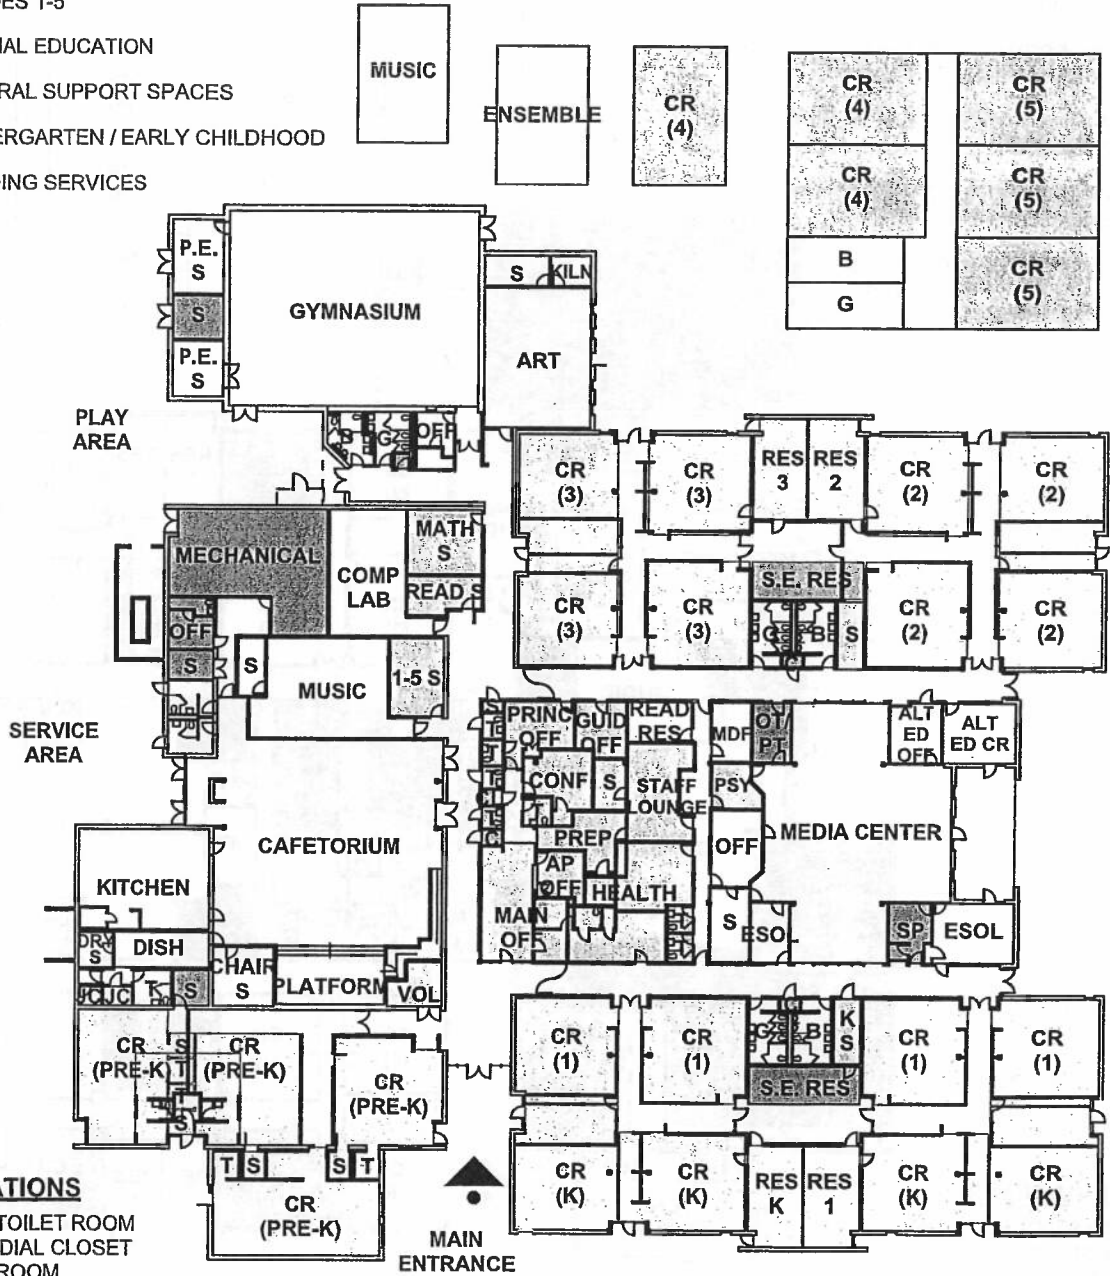 ES 1-5
IAL EDUCATION
RAL SUPPORT SPACES
ERGARTEN / EARLY CHILDHOOD
ING SERVICES
MUSIC
ENSEMBLE
CR
(4)
CR
(4)
CR
(5)
CR
(4)
CR
(5)
B
G
CR
(5)
P.E.
S
S
P.E.
S
GYMNASIUM
S
KILN
ART
PLAY
AREA
B
G
OFF
CR
(3)
CR
(3)
RES
3
RES
2
CR
(2)
CR
(2)
MECHANICAL
COMP
LAB
MATH
S
READ S
S.E. RES
CR
(3)
CR
(3)
G
B
S
CR
(2)
CR
(2)
OFF
S
S
MUSIC
1-5 S
SERVICE
AREA
PRINC
OFF
GUID
OFF
READ
RES
MDF
OT/
PT
ALT
ED
OFF
ALT
ED CR
CONF
S
STAFF
LOUNGE
PSY
CAFETORIUM
PREP
OFF
MEDIA CENTER
KITCHEN
AP
OFF
HEALTH
MAIN
OFF
S
ESO
SP
ESOL
DR
S
DISH
CHAIR
S
PLATFORM
VOL
JC
JC
T
S
CR
(PRE-K)
S
T
CR
(PRE-K)
S
CR
(PRE-K)
CR
(1)
CR
(1)
G
B
K
S
CR
(1)
CR
(1)
S.E. RES
T
S
S
T
CR
(PRE-K)
CR
(K)
CR
(K)
RES
K
RES
1
CR
(K)
CR
(K)
MAIN
ENTRANCE
ATIONS
TOILET ROOM
DIAL CLOSET
ROOM